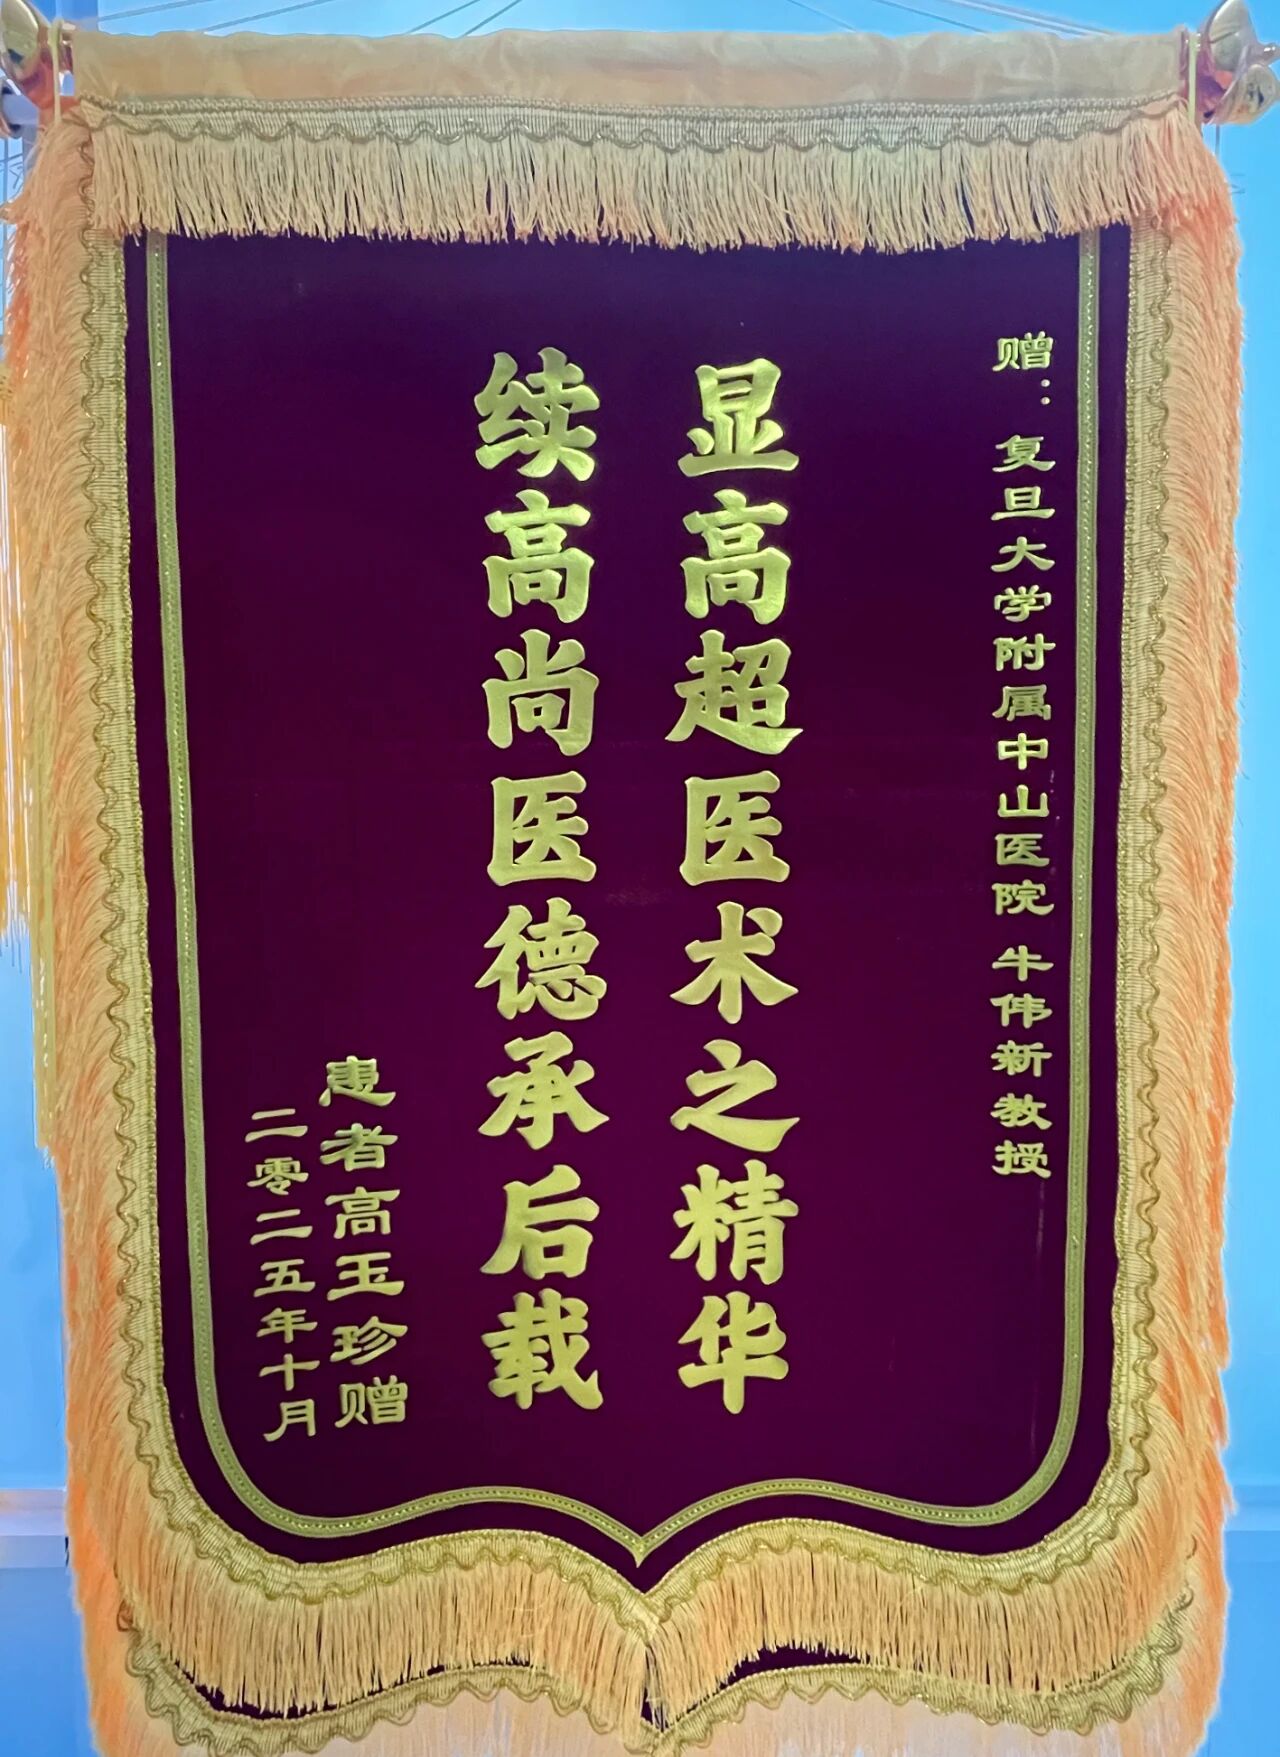 赠：复旦大学附属中山医院 牛伟新教授
显高超医术之精华
续高尚医德承后载
患者高玉珍赠
二零二五年十月